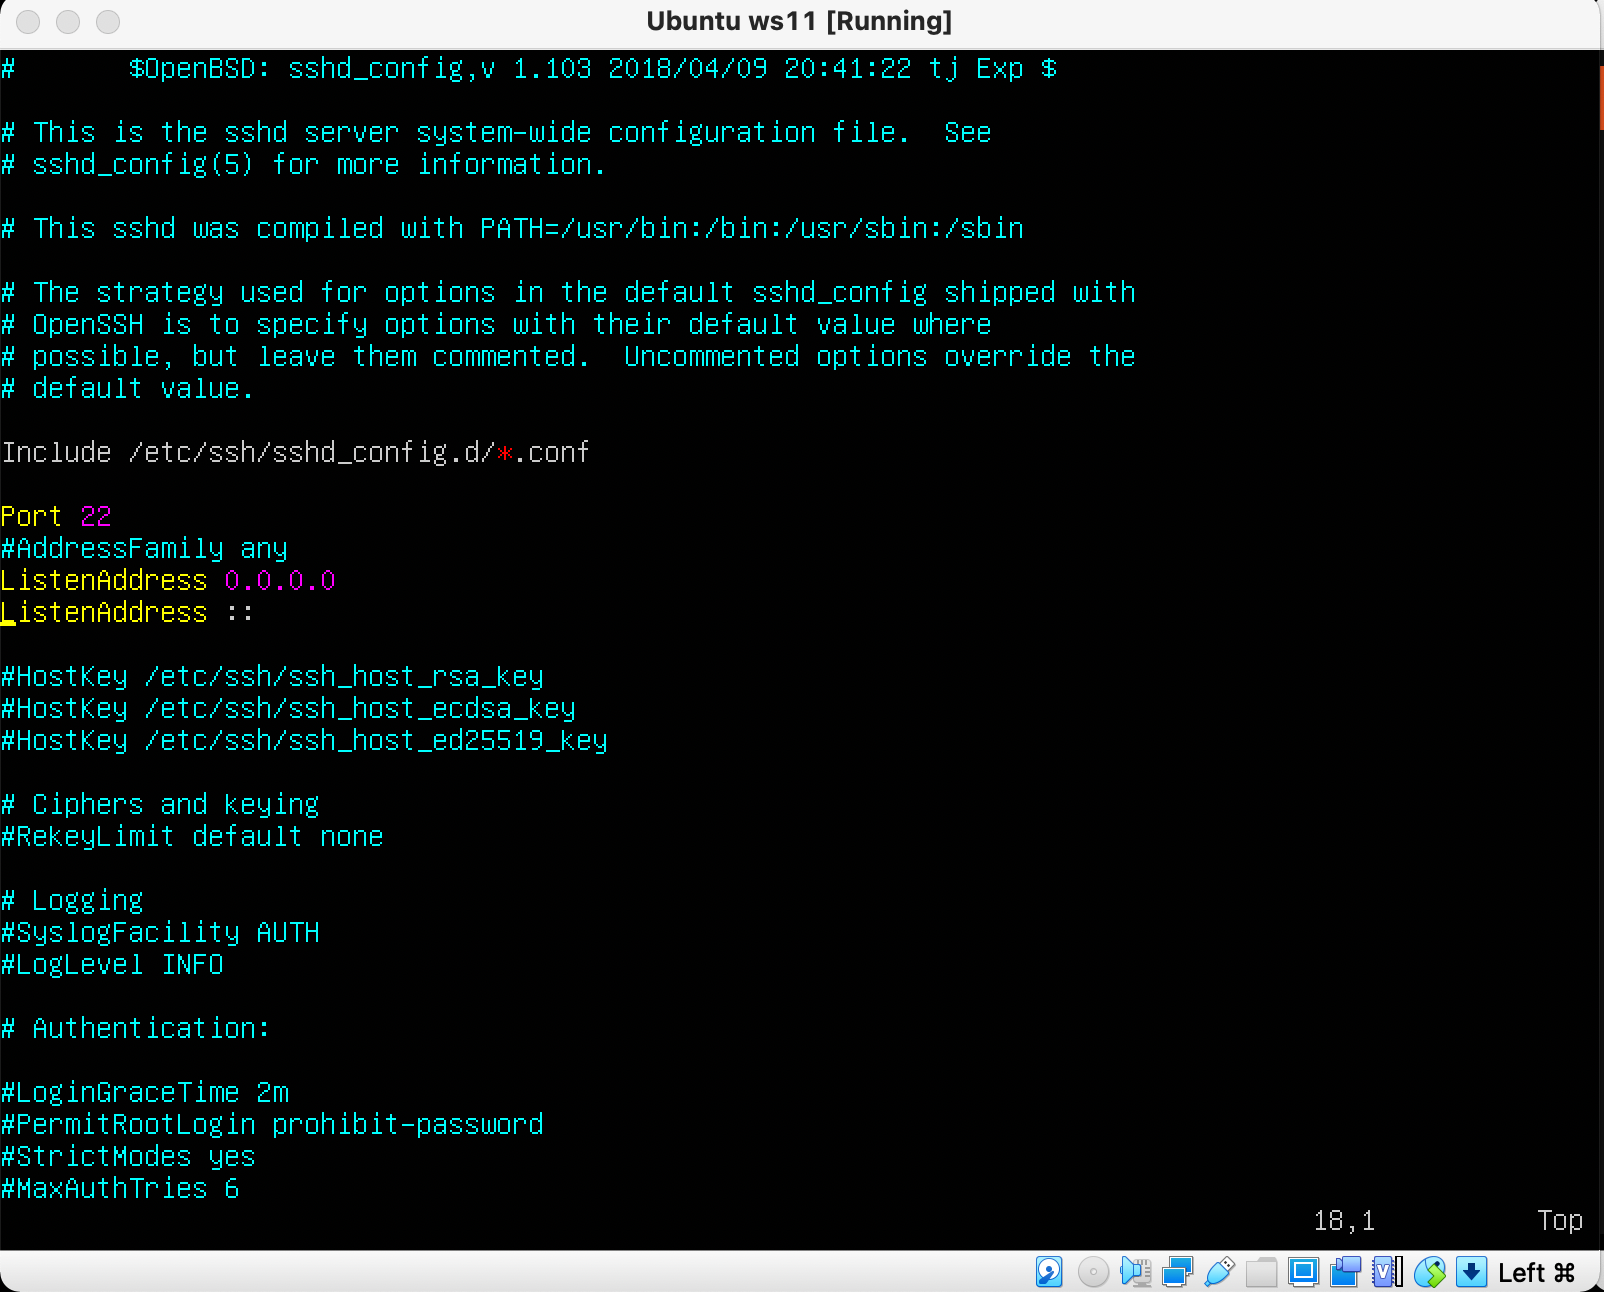 Ubuntu ws11 [Running]
#       $OpenBSD: sshd_config,v 1.103 2018/04/09 20:41:22 tj Exp $
# This is the sshd server system-wide configuration file.  See
# sshd_config(5) for more information.
# This sshd was compiled with PATH=/usr/bin:/bin:/usr/sbin:/sbin
# The strategy used for options in the default sshd_config shipped with
# OpenSSH is to specify options with their default value where
# possible, but leave them commented.  Uncommented options override the
# default value.
Include /etc/ssh/sshd_config.d/*.conf
Port 22
#AddressFamily any
ListenAddress 0.0.0.0
ListenAddress ::
#HostKey /etc/ssh/ssh_host_rsa_key
#HostKey /etc/ssh/ssh_host_ecdsa_key
#HostKey /etc/ssh/ssh_host_ed25519_key
# Ciphers and keying
#RekeyLimit default none
# Logging
#SyslogFacility AUTH
#LogLevel INFO
# Authentication:
#LoginGraceTime 2m
#PermitRootLogin prohibit-password
#StrictModes yes
#MaxAuthTries 6
18,1          Top
Left ⌘